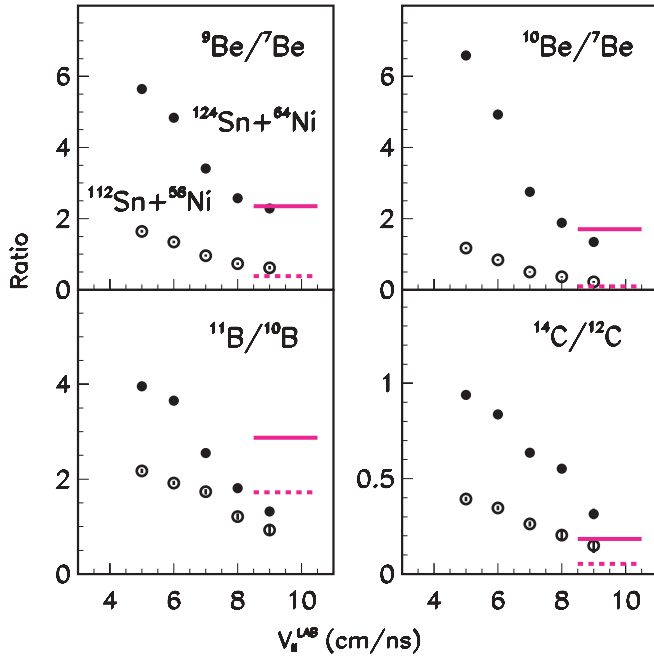 ⁹Be/⁷Be
¹⁰Be/⁷Be
¹²⁴Sn+⁶⁴Ni
¹¹²Sn+⁵⁸Ni
6
4
2
0
6
4
2
0
Ratio
¹¹B/¹⁰B
¹⁴C/¹²C
4
2
0
1
0.5
0
4 6 8 10
4 6 8 10
V_II^LAB (cm/ns)